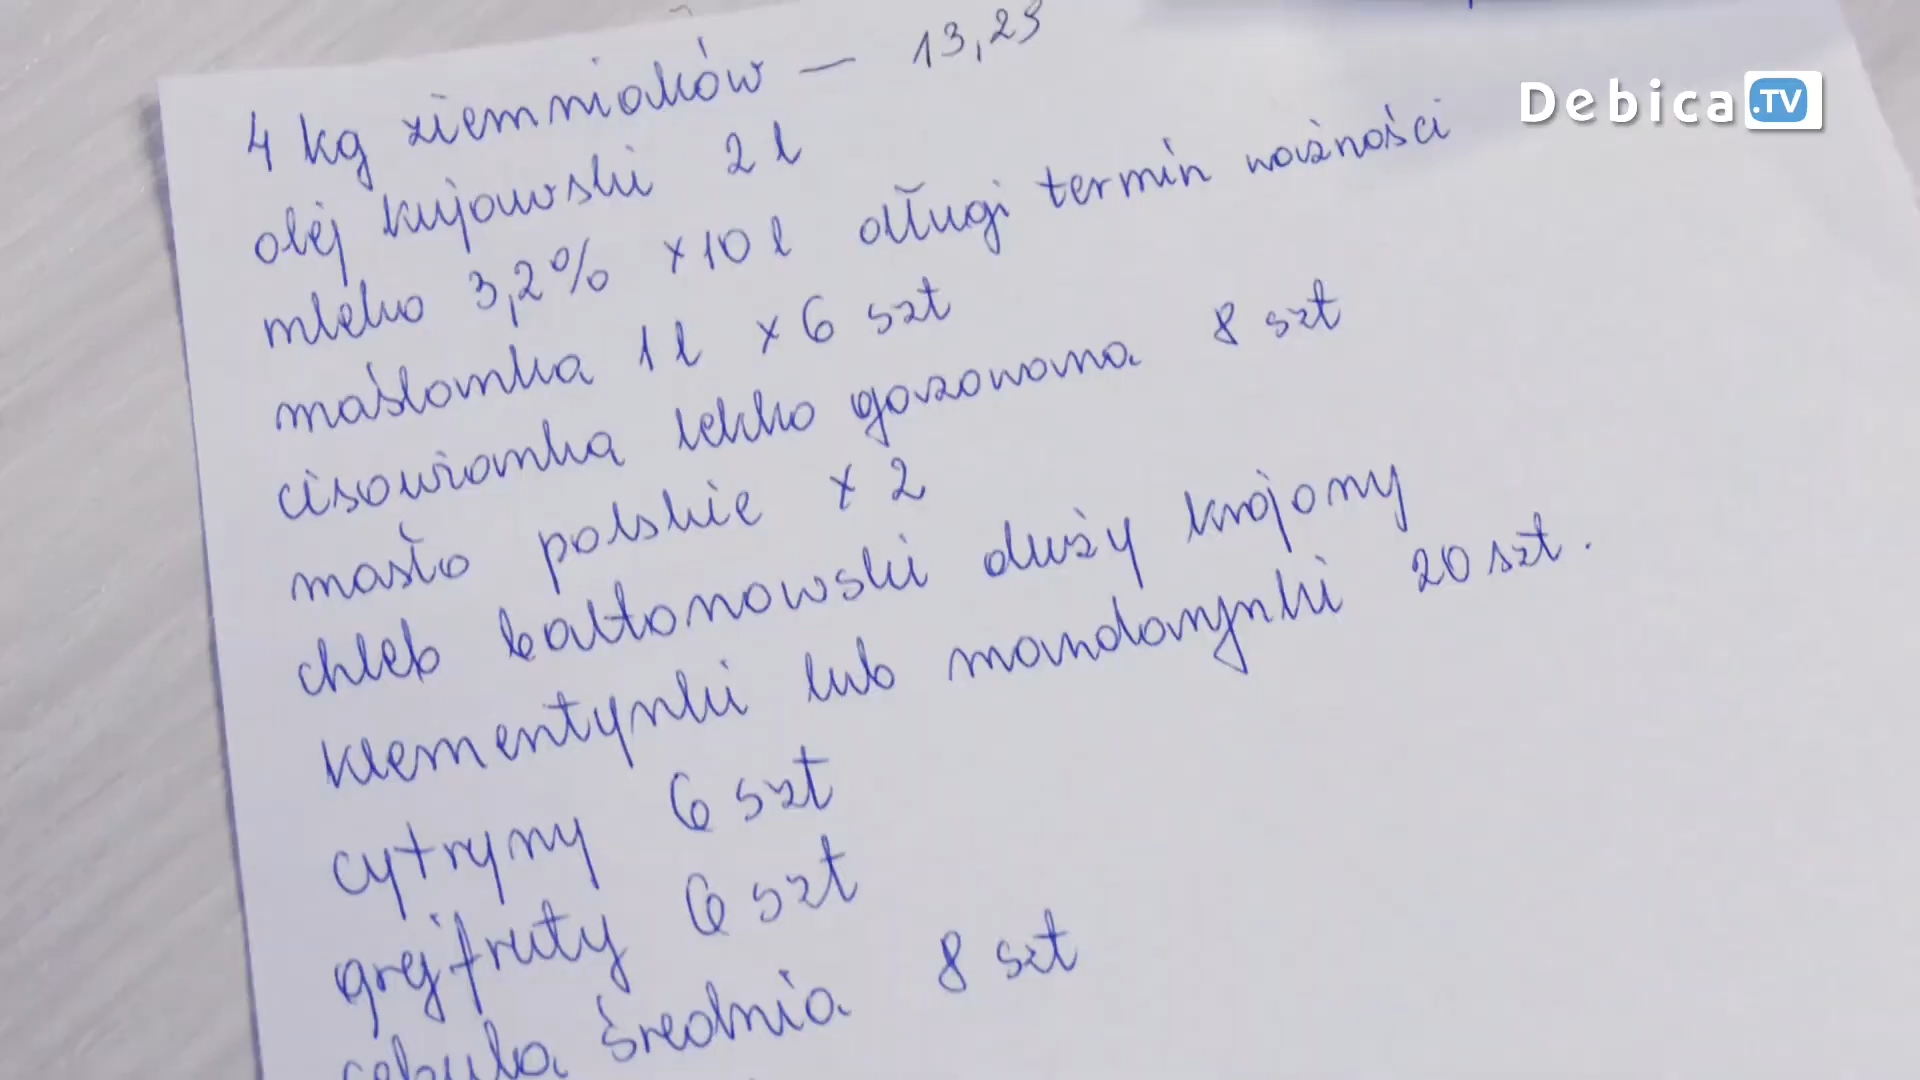 4 kg ziemniaków — 13,25
olej kujawski 2 l
mleko 3,2% x 10 l długi termin ważności
maślanka 1 l x 6 szt
cisowianka lekko gazowana 8 szt
masło polskie x 2
chleb baltonowski duży krojony
klementynki lub mandarynki 20 szt.
cytryny 6 szt
grejfruty 6 szt
cebula średnia 8 szt
Debica.TV